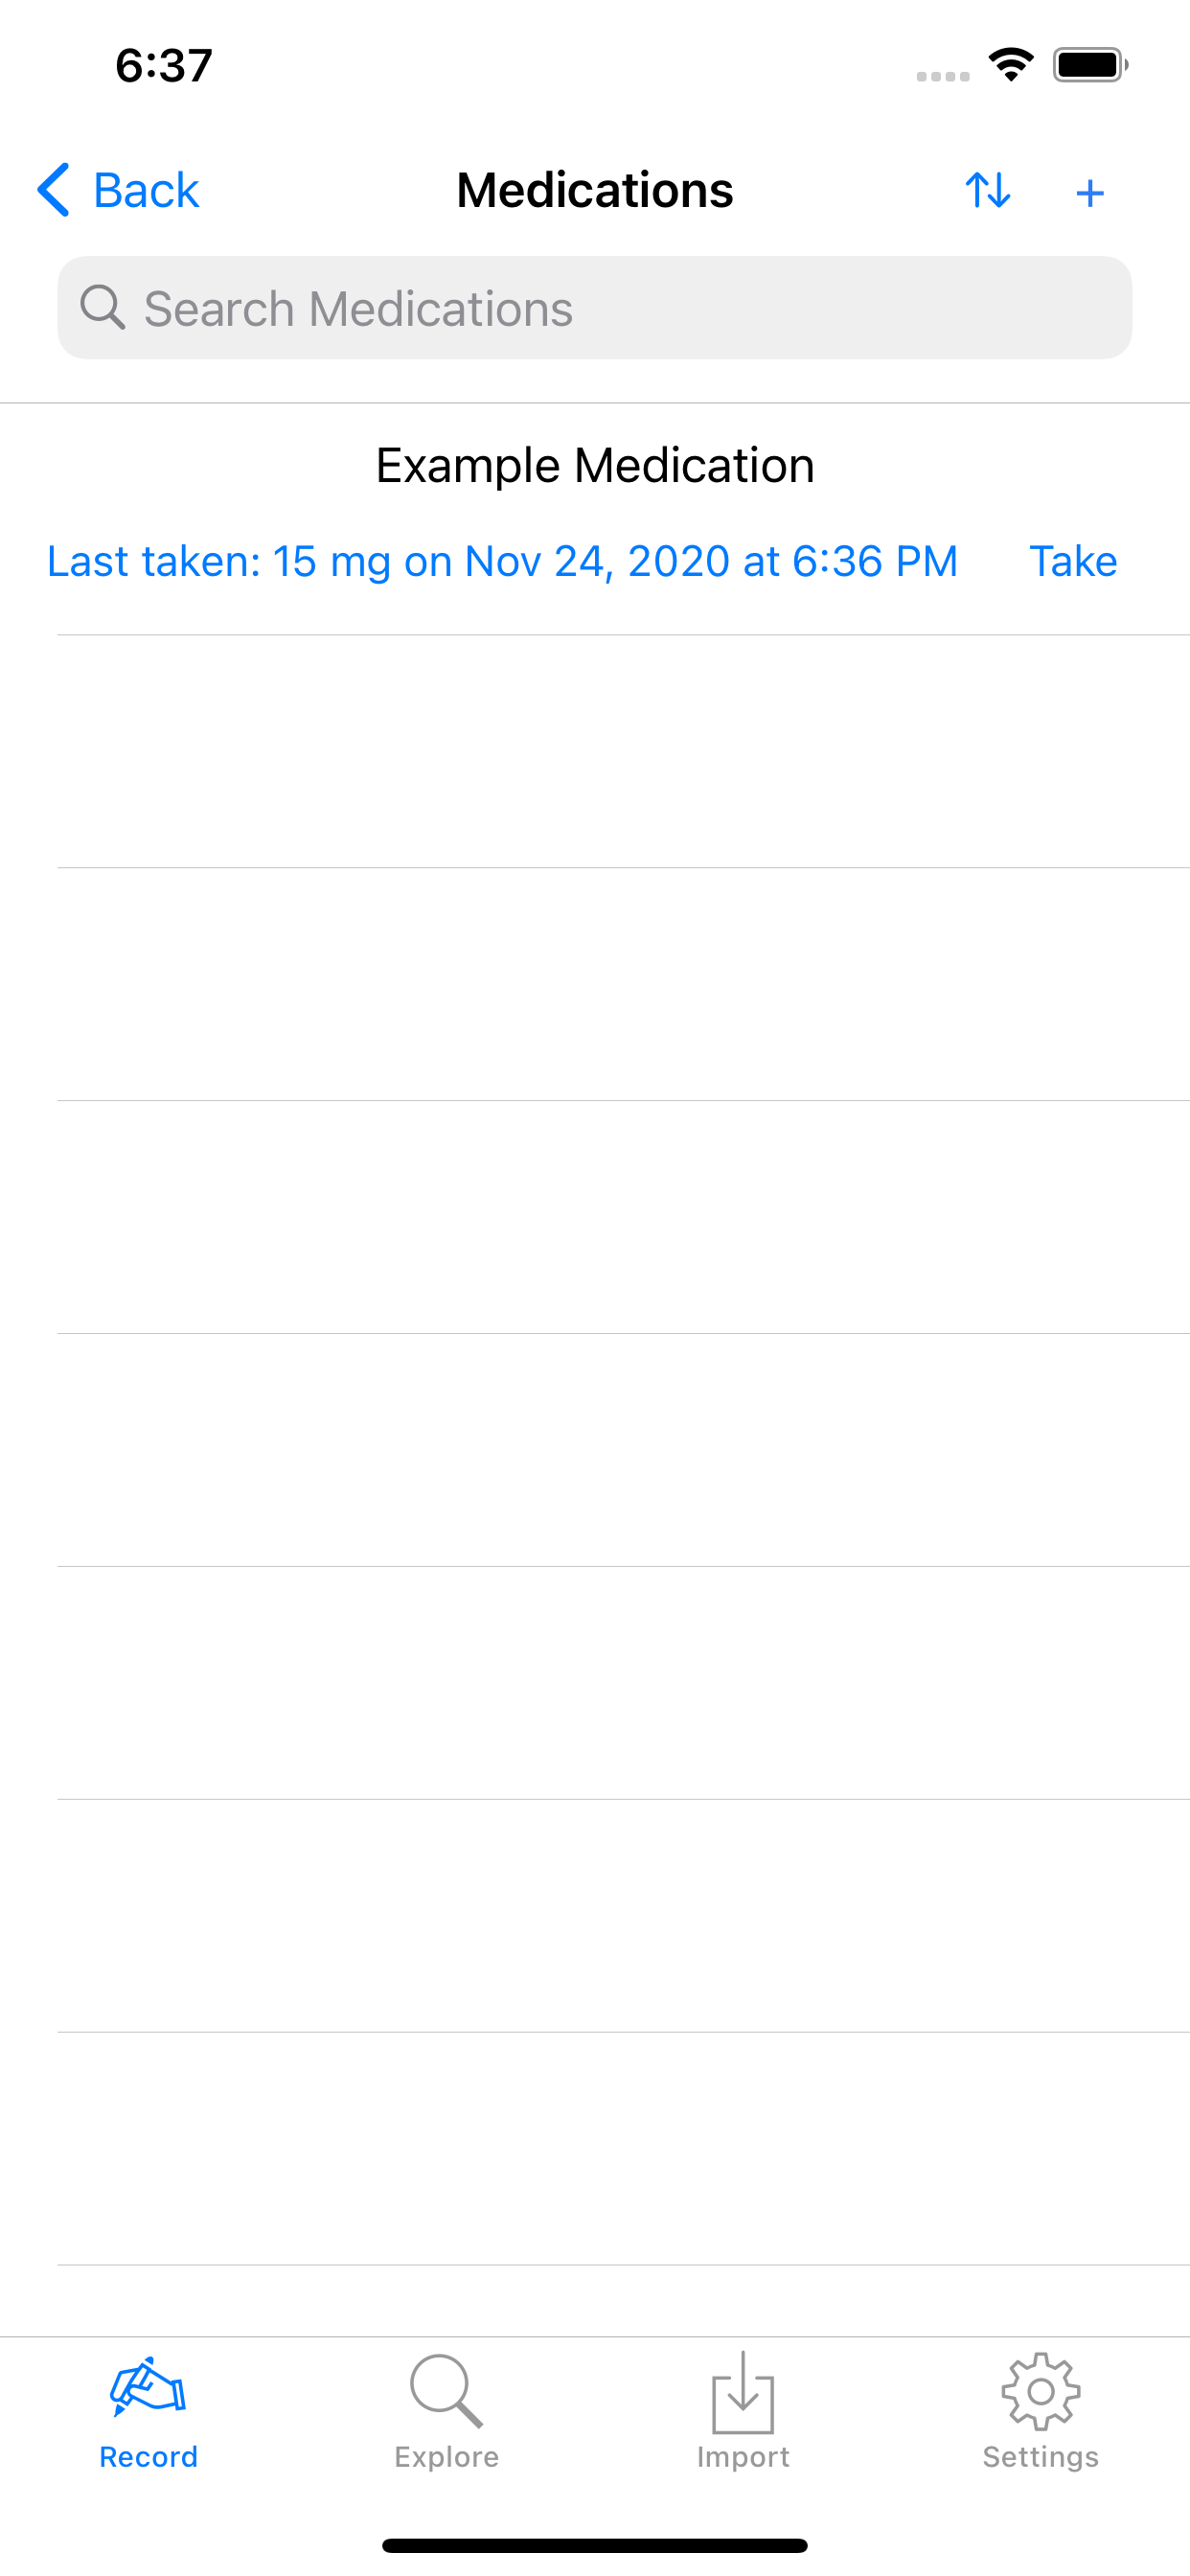 6:37
Back Medications +
Search Medications
Example Medication
Last taken: 15 mg on Nov 24, 2020 at 6:36 PM Take
Record Explore Import Settings